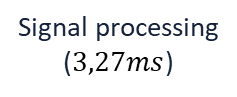 Signal processing
(3,27ms)